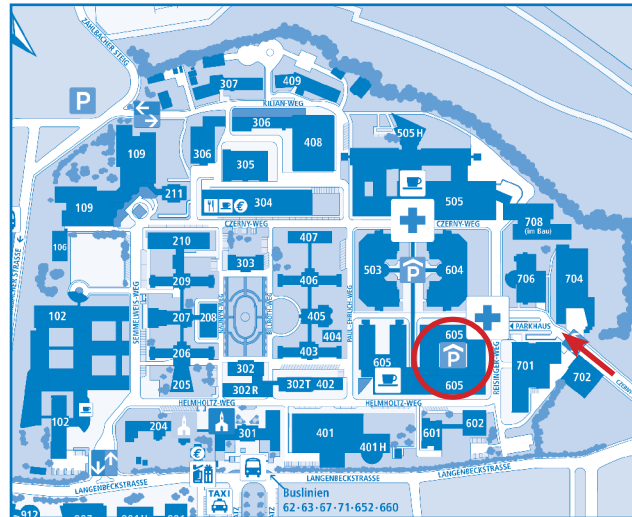 ZAHLBACHER STEIG
P
307
409
KILIAN-WEG
306
408
505 H
109
306
305
211
304
€
505
109
CZERNY-WEG
CZERNY-WEG
708
(im Bau)
106
210
303
407
503
P
604
706
704
209
406
102
SEMMELWEIS-WEG
207
208
405
PAUL-EHRLICH-WEG
404
PARKHAUS
206
403
605
P
605
REISINGER-WEG
701
205
302
302 R
302T
402
605
702
CZERNY
HELMHOLTZ-WEG
HELMHOLTZ-WEG
102
204
301
401
401 H
601
602
€
LANGENBECKSTRASSE
LANGENBECKSTRASSE
TAXI
Buslinien
62·63·67·71·652·660
912